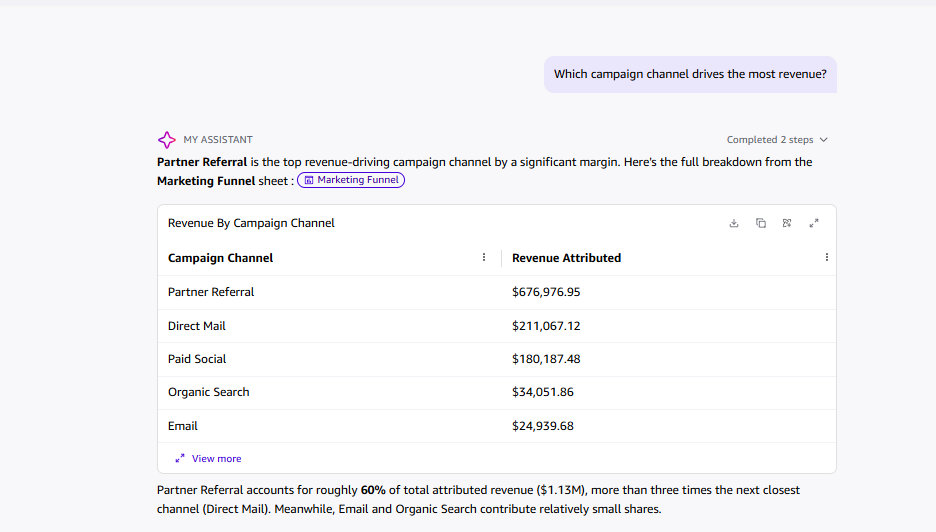 Which campaign channel drives the most revenue?
MY ASSISTANT
Completed 2 steps
Partner Referral is the top revenue-driving campaign channel by a significant margin. Here's the full breakdown from the
Marketing Funnel sheet : Marketing Funnel
Revenue By Campaign Channel
Campaign Channel Revenue Attributed
Partner Referral $676,976.95
Direct Mail $211,067.12
Paid Social $180,187.48
Organic Search $34,051.86
Email $24,939.68
View more
Partner Referral accounts for roughly 60% of total attributed revenue ($1.13M), more than three times the next closest
channel (Direct Mail). Meanwhile, Email and Organic Search contribute relatively small shares.